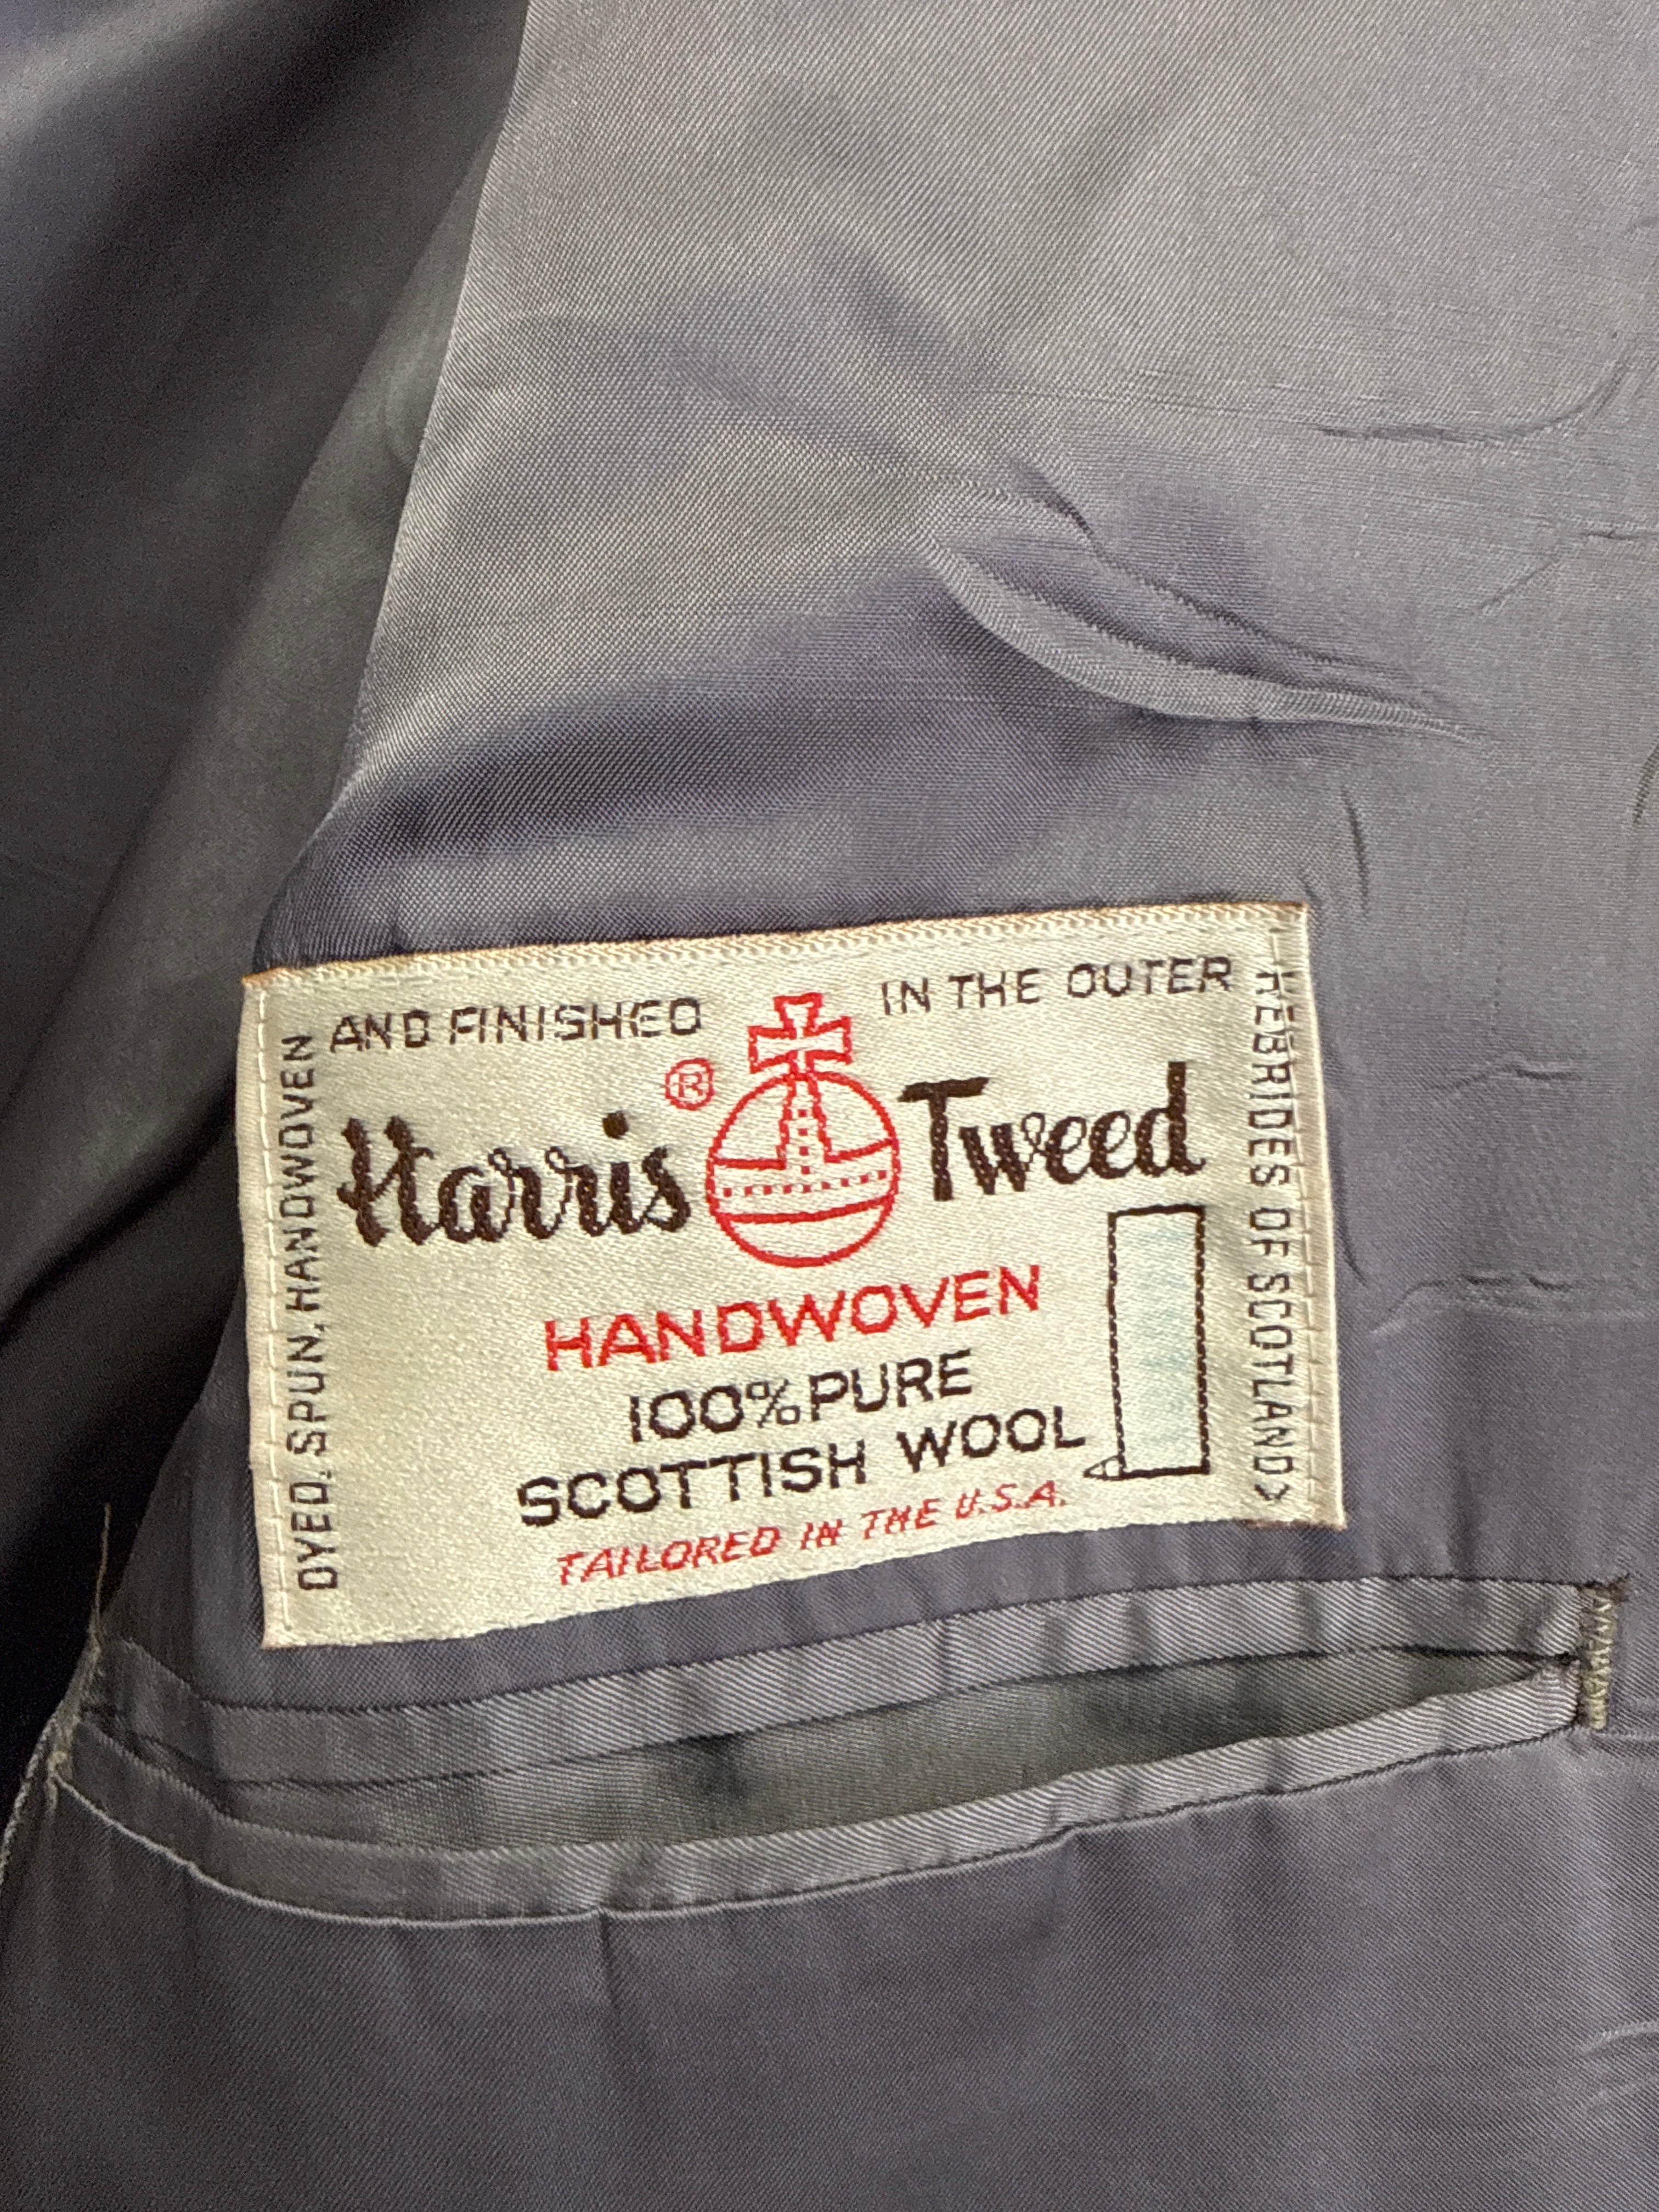 DYED, SPUN, HANDWOVEN
AND FINISHED IN THE OUTER
HEBRIDES OF SCOTLAND
Harris ® Tweed
HANDWOVEN
100% PURE
SCOTTISH WOOL
TAILORED IN THE U.S.A.